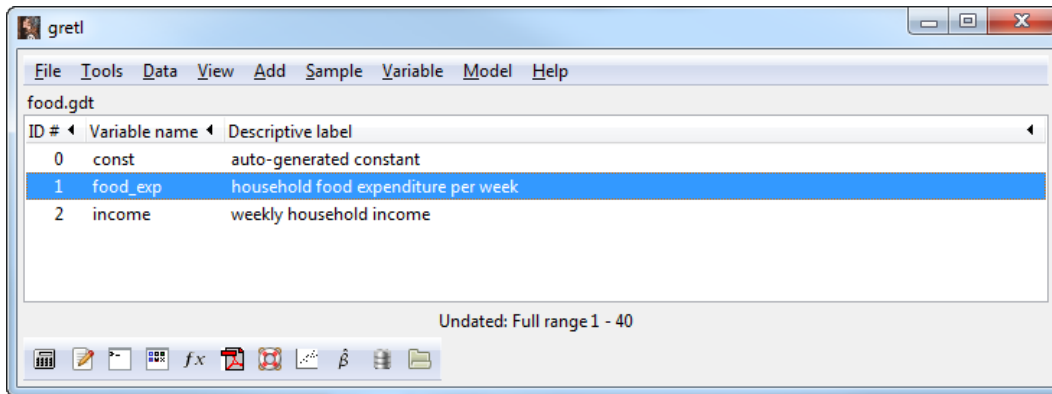 gretl
File Tools Data View Add Sample Variable Model Help
food.gdt
ID # Variable name Descriptive label
0 const auto-generated constant
1 food_exp household food expenditure per week
2 income weekly household income
Undated: Full range 1 - 40
fx β̂